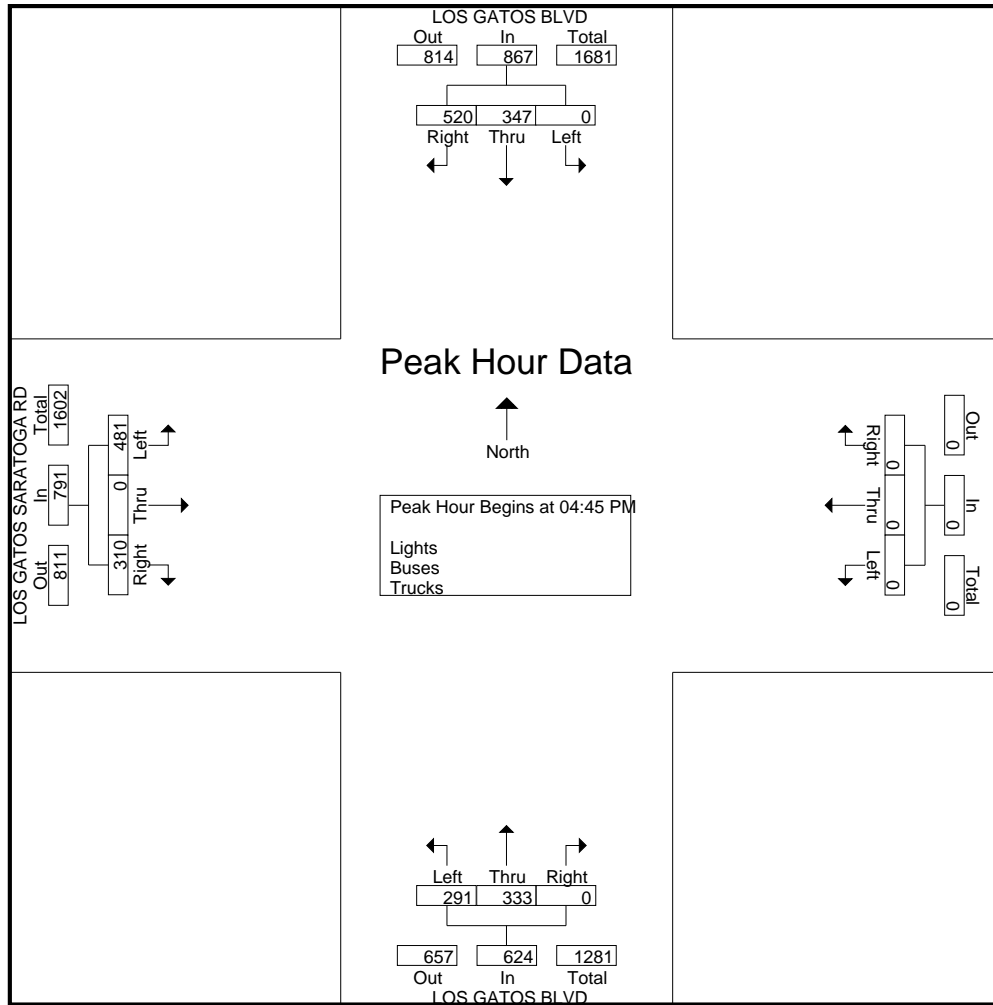 LOS GATOS BLVD
Out In Total
814 867 1681
520 347 0
Right Thru Left
Peak Hour Data
North
Peak Hour Begins at 04:45 PM
Lights
Buses
Trucks
LOS GATOS SARATOGA RD
Out In Total
811 791 1602
310 0 481
Right Thru Left
Out In Total
0 0 0
Right Thru Left
0 0 0
Left Thru Right
291 333 0
657 624 1281
Out In Total
LOS GATOS BLVD